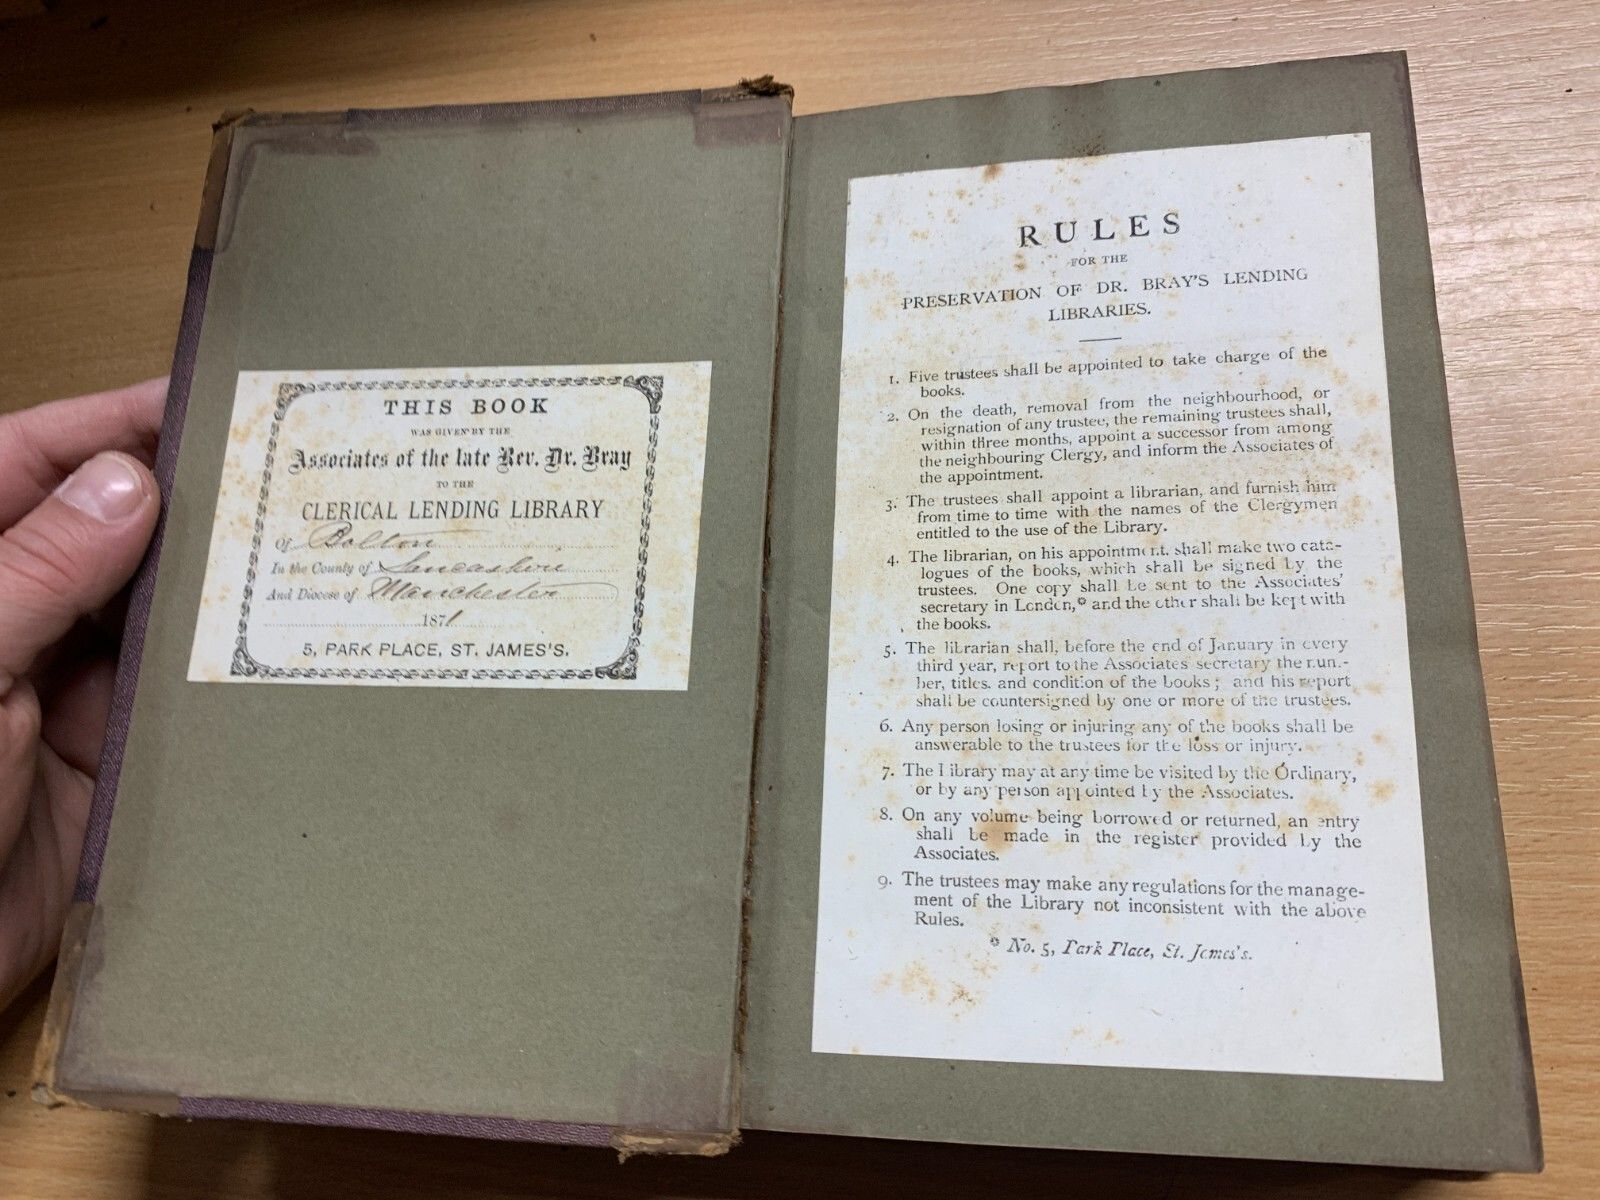 THIS BOOK
WAS GIVEN BY THE
Associates of the late Rev. Dr. Bray
TO THE
CLERICAL LENDING LIBRARY
Of Bolton
In the County of Lancashire
And Diocese of Manchester
1871
5, PARK PLACE, ST. JAMES'S.
RULES
FOR THE
PRESERVATION OF DR. BRAY'S LENDING
LIBRARIES.
1. Five trustees shall be appointed to take charge of the
books.
2. On the death, removal from the neighbourhood, or
resignation of any trustee, the remaining trustees shall,
within three months, appoint a successor from among
the neighbouring Clergy, and inform the Associates of
the appointment.
3. The trustees shall appoint a librarian, and furnish him
from time to time with the names of the Clergymen
entitled to the use of the Library.
4. The librarian, on his appointment, shall make two cata-
logues of the books, which shall be signed by the
trustees. One copy shall be sent to the Associates'
secretary in London,* and the other shall be kept with
the books.
5. The librarian shall, before the end of January in every
third year, report to the Associates' secretary the num-
ber, titles, and condition of the books; and his report
shall be countersigned by one or more of the trustees.
6. Any person losing or injuring any of the books shall be
answerable to the trustees for the loss or injury.
7. The Library may at any time be visited by the Ordinary,
or by any person appointed by the Associates.
8. On any volume being borrowed or returned, an entry
shall be made in the register provided by the
Associates.
9. The trustees may make any regulations for the manage-
ment of the Library not inconsistent with the above
Rules.
* No. 5, Park Place, St. James's.